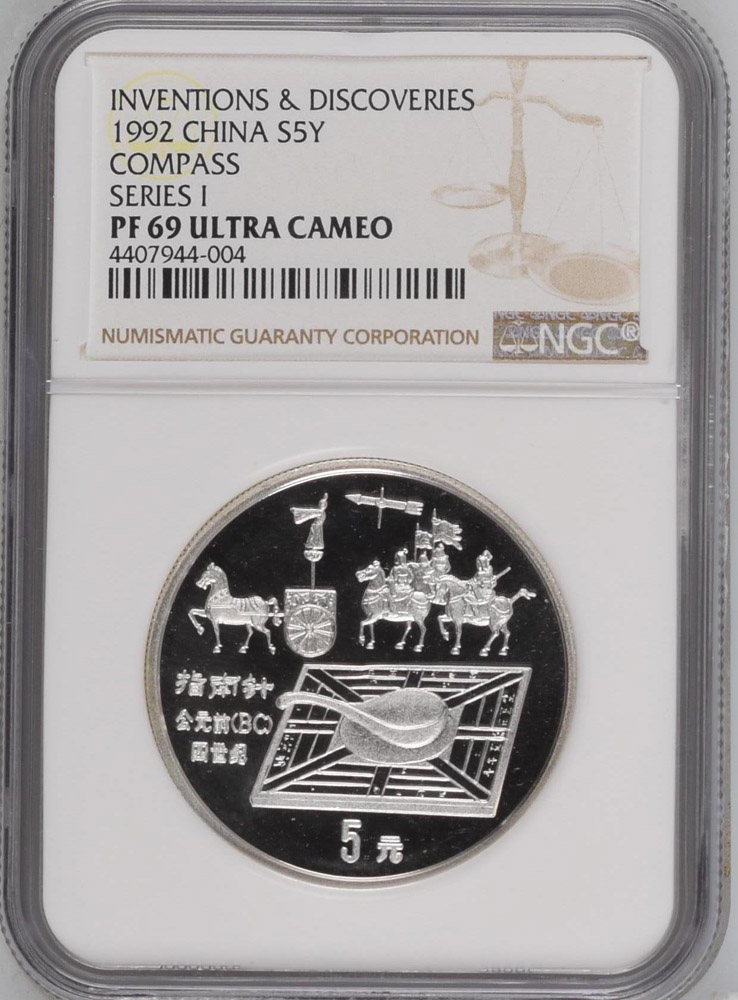 INVENTIONS & DISCOVERIES
1992 CHINA S5Y
COMPASS
SERIES I
PF 69 ULTRA CAMEO
4407944-004
NUMISMATIC GUARANTY CORPORATION
NGC®
指南针
公元前(BC)
四世纪
5元